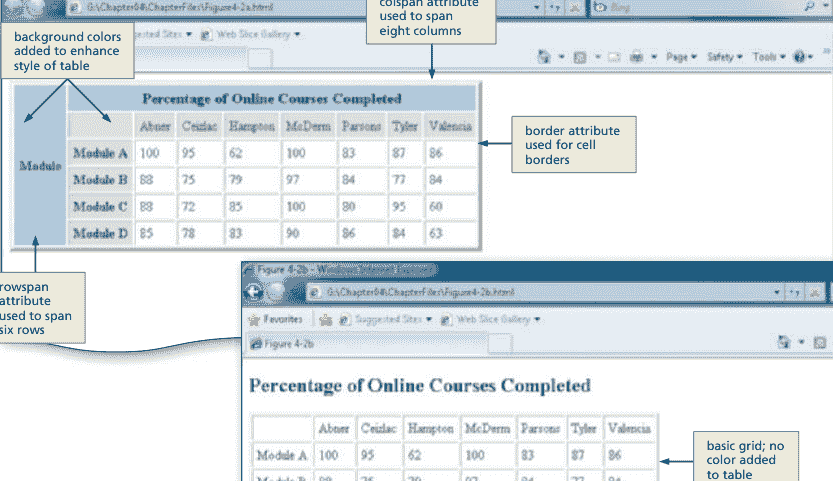 G:\Chapter04\ChapterFiles\Figure4-2a.html
Bing
colspan attribute
used to span
eight columns
background colors
added to enhance
style of table
Suggested Sites
Web Slice Gallery
Page Safety Tools
Percentage of Online Courses Completed
Abner Ceizlac Hampton McDerm Parsons Tyler Valencia
Module
Module A 100 95 62 100 83 87 86
Module B 88 75 79 97 84 77 84
Module C 88 72 85 100 80 95 60
Module D 85 78 83 90 86 84 63
border attribute
used for cell
borders
rowspan
attribute
used to span
six rows
Figure 4-2b - Windows Internet Explorer
G:\Chapter04\ChapterFiles\Figure4-2b.html
Favorites Suggested Sites Web Slice Gallery
Figure 4-2b
Percentage of Online Courses Completed
Abner Ceizlac Hampton McDerm Parsons Tyler Valencia
Module A 100 95 62 100 83 87 86
basic grid; no
color added
to table